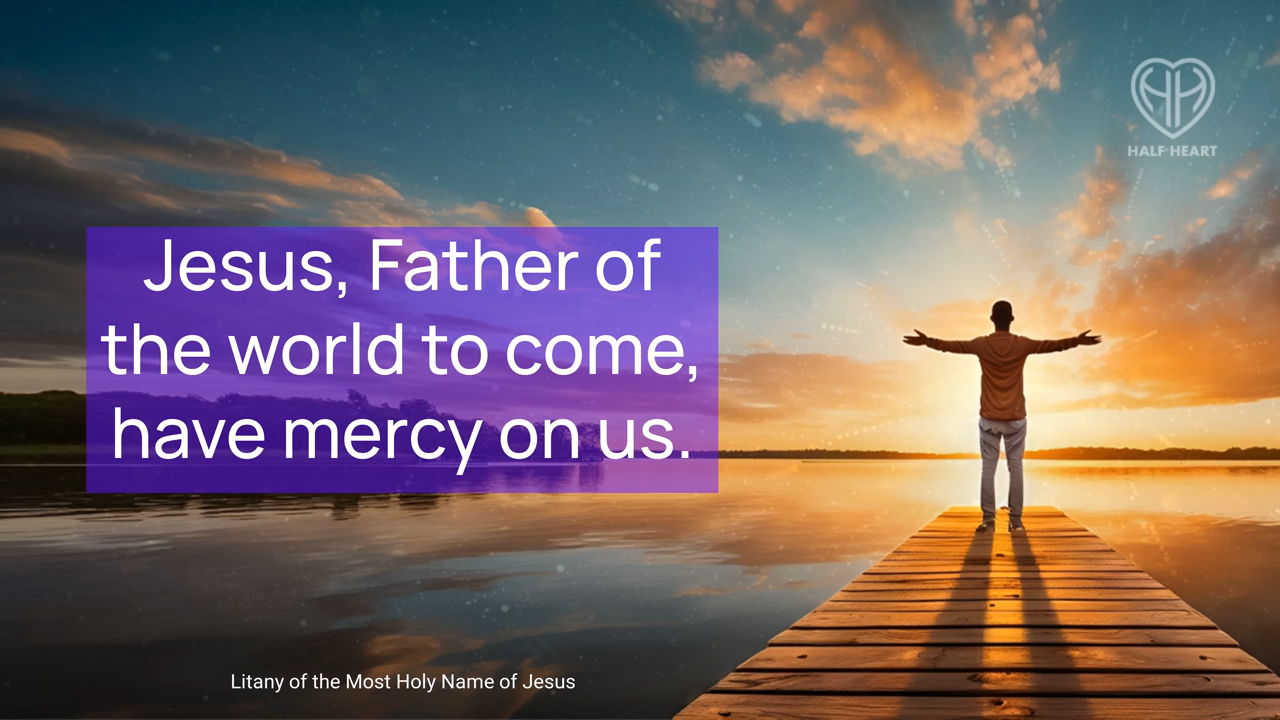 HALF HEART
Jesus, Father of
the world to come,
have mercy on us.
Litany of the Most Holy Name of Jesus